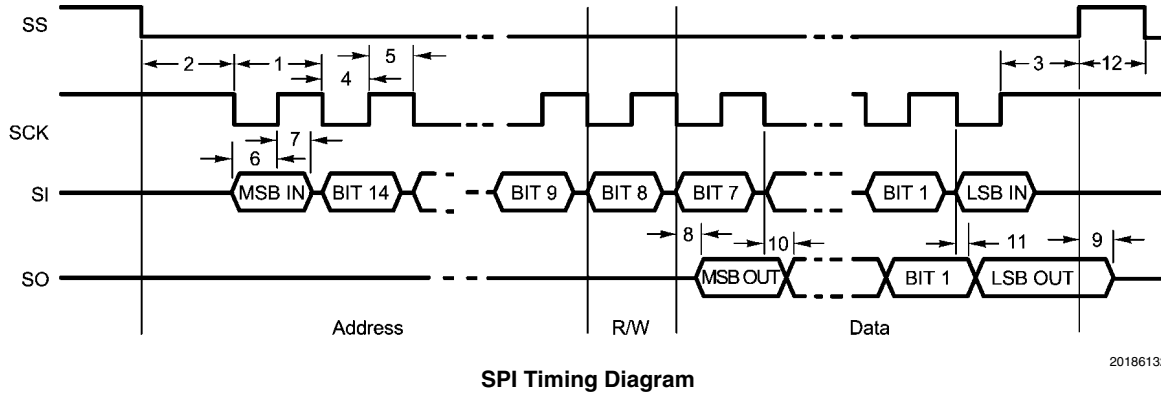 SS
2
1
5
4
3
12
SCK
6
7
SI
MSB IN
BIT 14
BIT 9
BIT 8
BIT 7
BIT 1
LSB IN
8
10
11
9
SO
MSB OUT
BIT 1
LSB OUT
Address
R/W
Data
SPI Timing Diagram